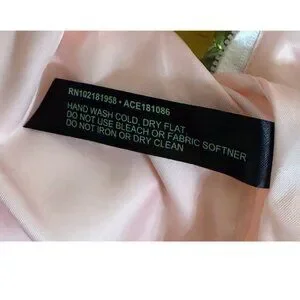 RN102181958 • ACE181086
HAND WASH COLD, DRY FLAT
DO NOT USE BLEACH OR FABRIC SOFTNER
DO NOT IRON OR DRY CLEAN